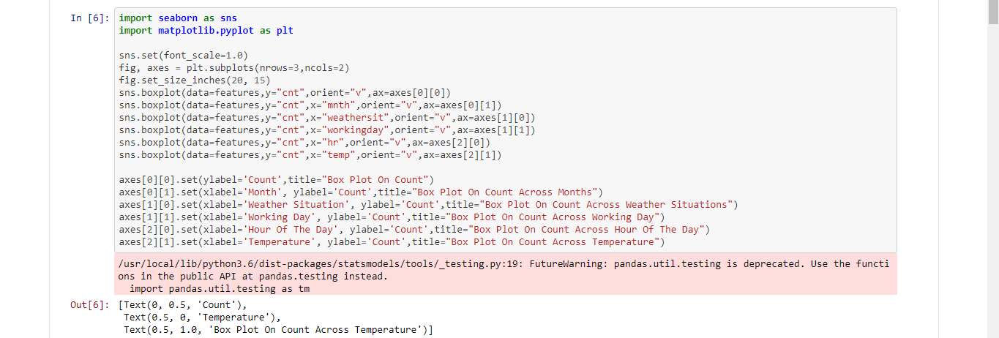 In [6]: import seaborn as sns
import matplotlib.pyplot as plt
sns.set(font_scale=1.0)
fig, axes = plt.subplots(nrows=3,ncols=2)
fig.set_size_inches(20, 15)
sns.boxplot(data=features,y="cnt",orient="v",ax=axes[0][0])
sns.boxplot(data=features,y="cnt",x="mnth",orient="v",ax=axes[0][1])
sns.boxplot(data=features,y="cnt",x="weathersit",orient="v",ax=axes[1][0])
sns.boxplot(data=features,y="cnt",x="workingday",orient="v",ax=axes[1][1])
sns.boxplot(data=features,y="cnt",x="hr",orient="v",ax=axes[2][0])
sns.boxplot(data=features,y="cnt",x="temp",orient="v",ax=axes[2][1])
axes[0][0].set(ylabel='Count',title="Box Plot On Count")
axes[0][1].set(xlabel='Month', ylabel='Count',title="Box Plot On Count Across Months")
axes[1][0].set(xlabel='Weather Situation', ylabel='Count',title="Box Plot On Count Across Weather Situations")
axes[1][1].set(xlabel='Working Day', ylabel='Count',title="Box Plot On Count Across Working Day")
axes[2][0].set(xlabel='Hour Of The Day', ylabel='Count',title="Box Plot On Count Across Hour Of The Day")
axes[2][1].set(xlabel='Temperature', ylabel='Count',title="Box Plot On Count Across Temperature")
/usr/local/lib/python3.6/dist-packages/statsmodels/tools/_testing.py:19: FutureWarning: pandas.util.testing is deprecated. Use the functi
ons in the public API at pandas.testing instead.
import pandas.util.testing as tm
Out[6]: [Text(0, 0.5, 'Count'),
Text(0.5, 0, 'Temperature'),
Text(0.5, 1.0, 'Box Plot On Count Across Temperature')]